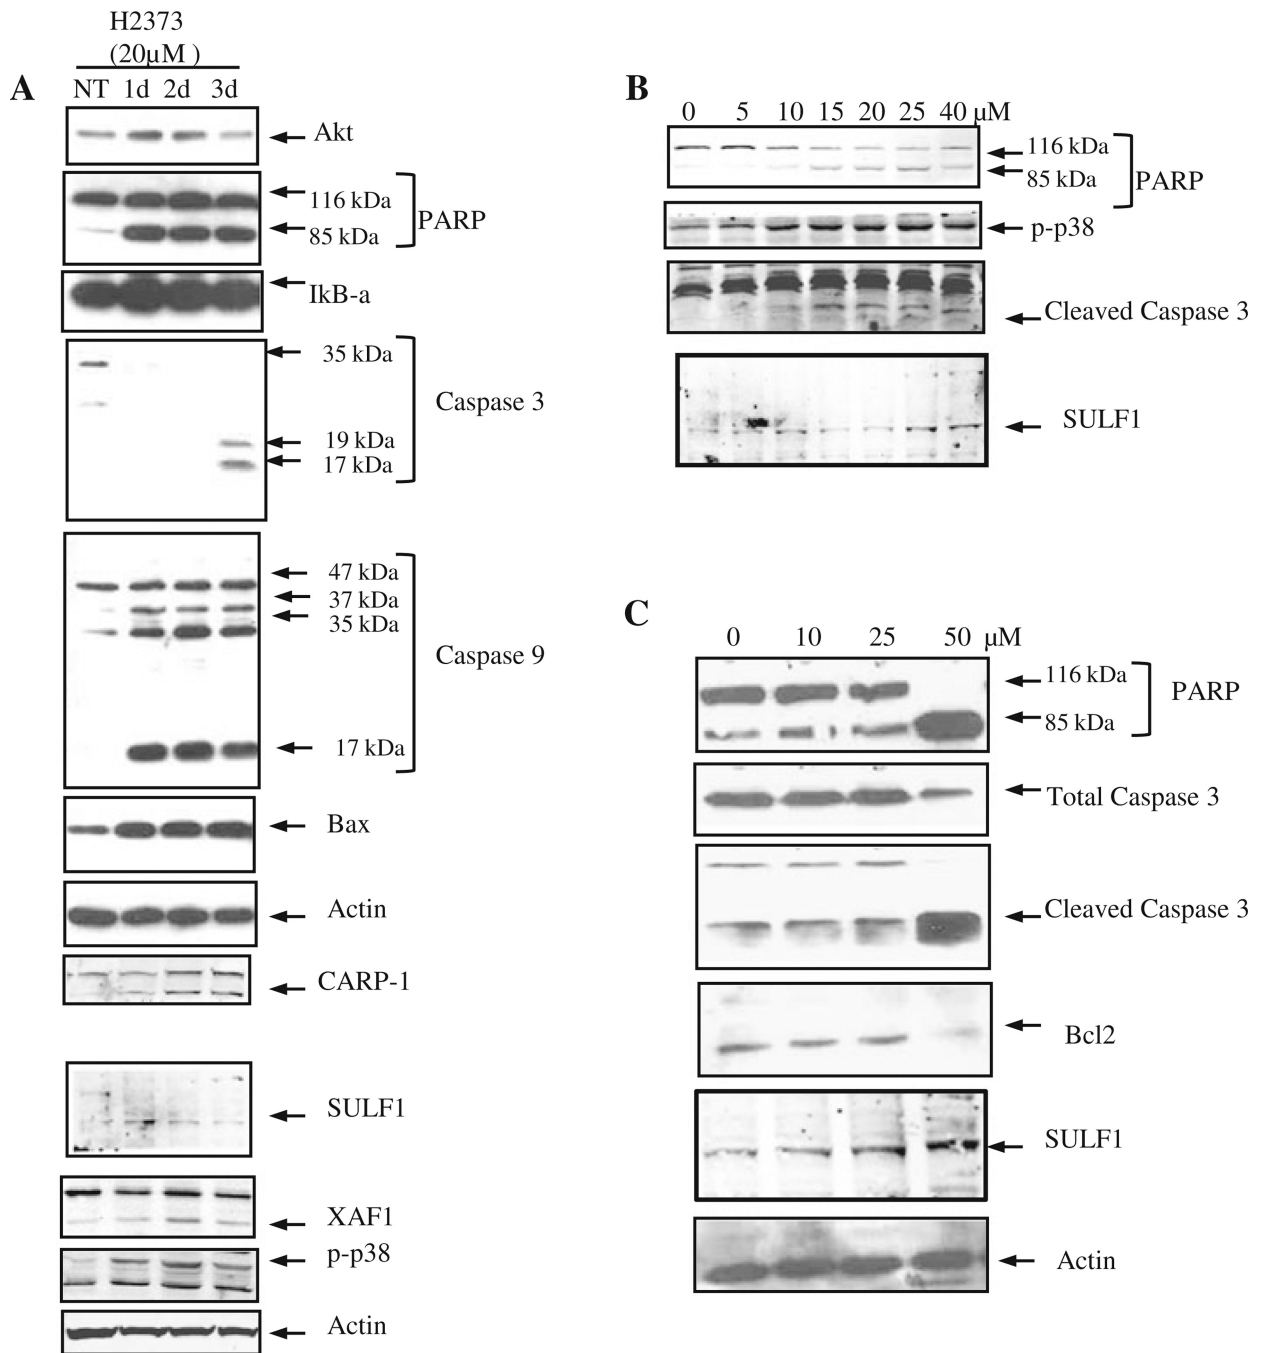 H2373
(20µM )
A
NT 1d 2d 3d
Akt
116 kDa
PARP
85 kDa
IkB-a
35 kDa
Caspase 3
19 kDa
17 kDa
47 kDa
37 kDa
35 kDa
Caspase 9
17 kDa
Bax
Actin
CARP-1
SULF1
XAF1
p-p38
Actin
B
0 5 10 15 20 25 40 µM
116 kDa
85 kDa
PARP
p-p38
Cleaved Caspase 3
SULF1
C
0 10 25 50 µM
116 kDa
PARP
85 kDa
Total Caspase 3
Cleaved Caspase 3
Bcl2
SULF1
Actin